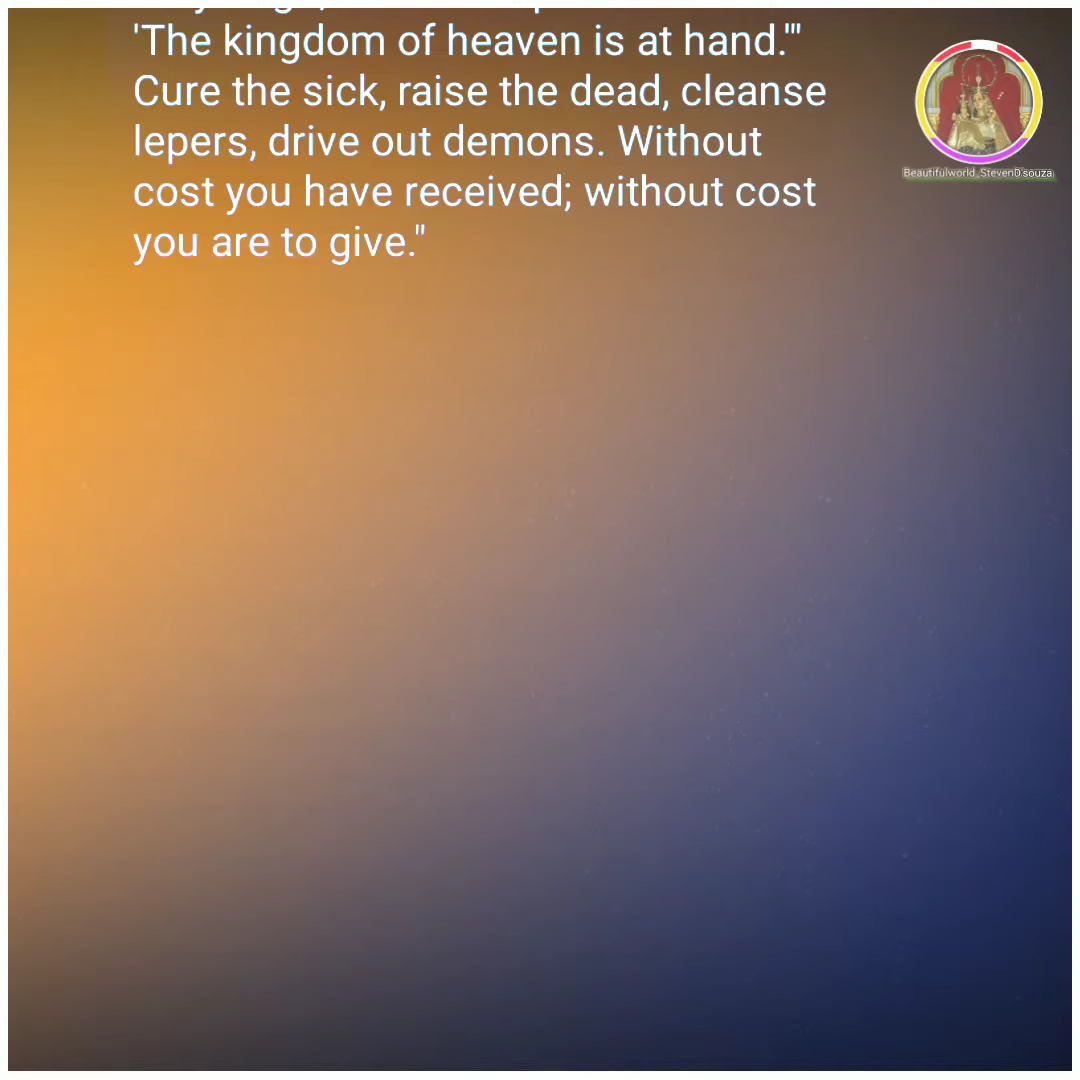 'The kingdom of heaven is at hand.'"
Cure the sick, raise the dead, cleanse
lepers, drive out demons. Without
cost you have received; without cost
you are to give."
Beautifulworld_StevenD'souza